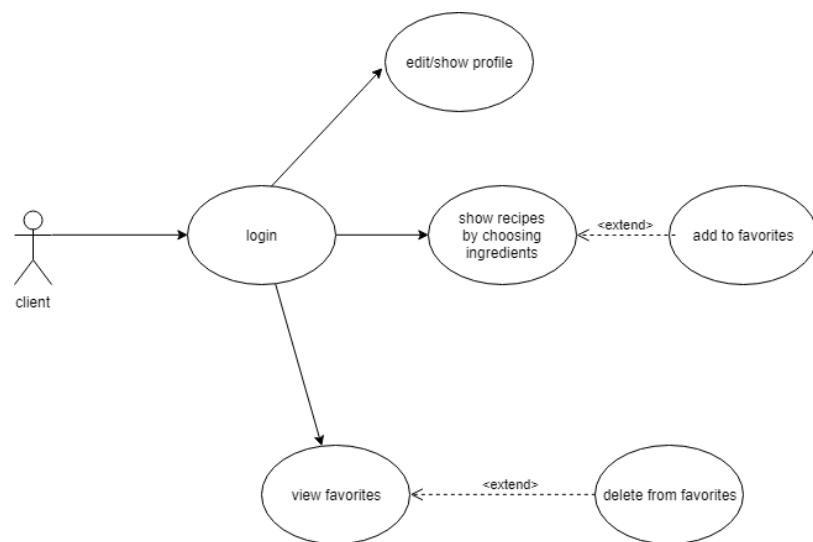 edit/show profile
login
show recipes
by choosing
ingredients
<extend>
add to favorites
client
view favorites
<extend>
delete from favorites